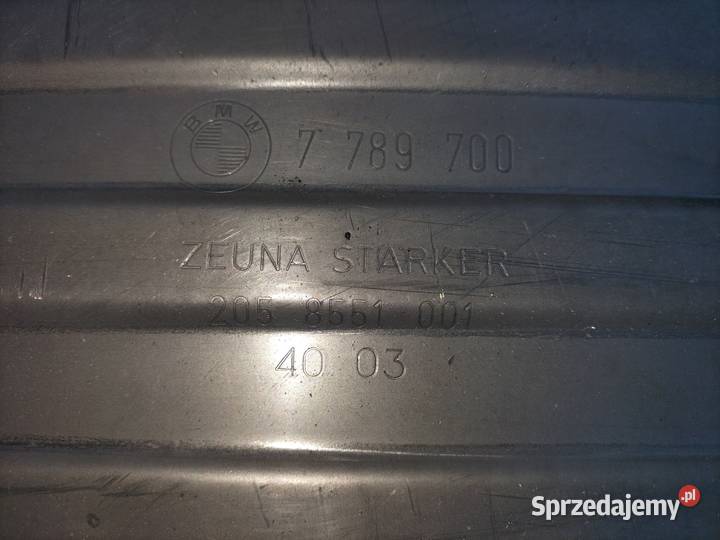 BMW 7 789 700
ZEUNA STARKER
205 8551 001
40 03
Sprzedajemy.pl